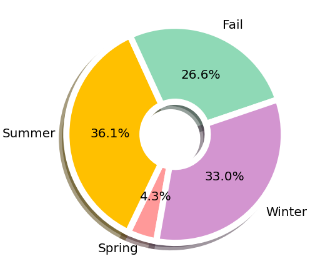 Fail
26.6%
Summer
36.1%
33.0%
4.3%
Winter
Spring